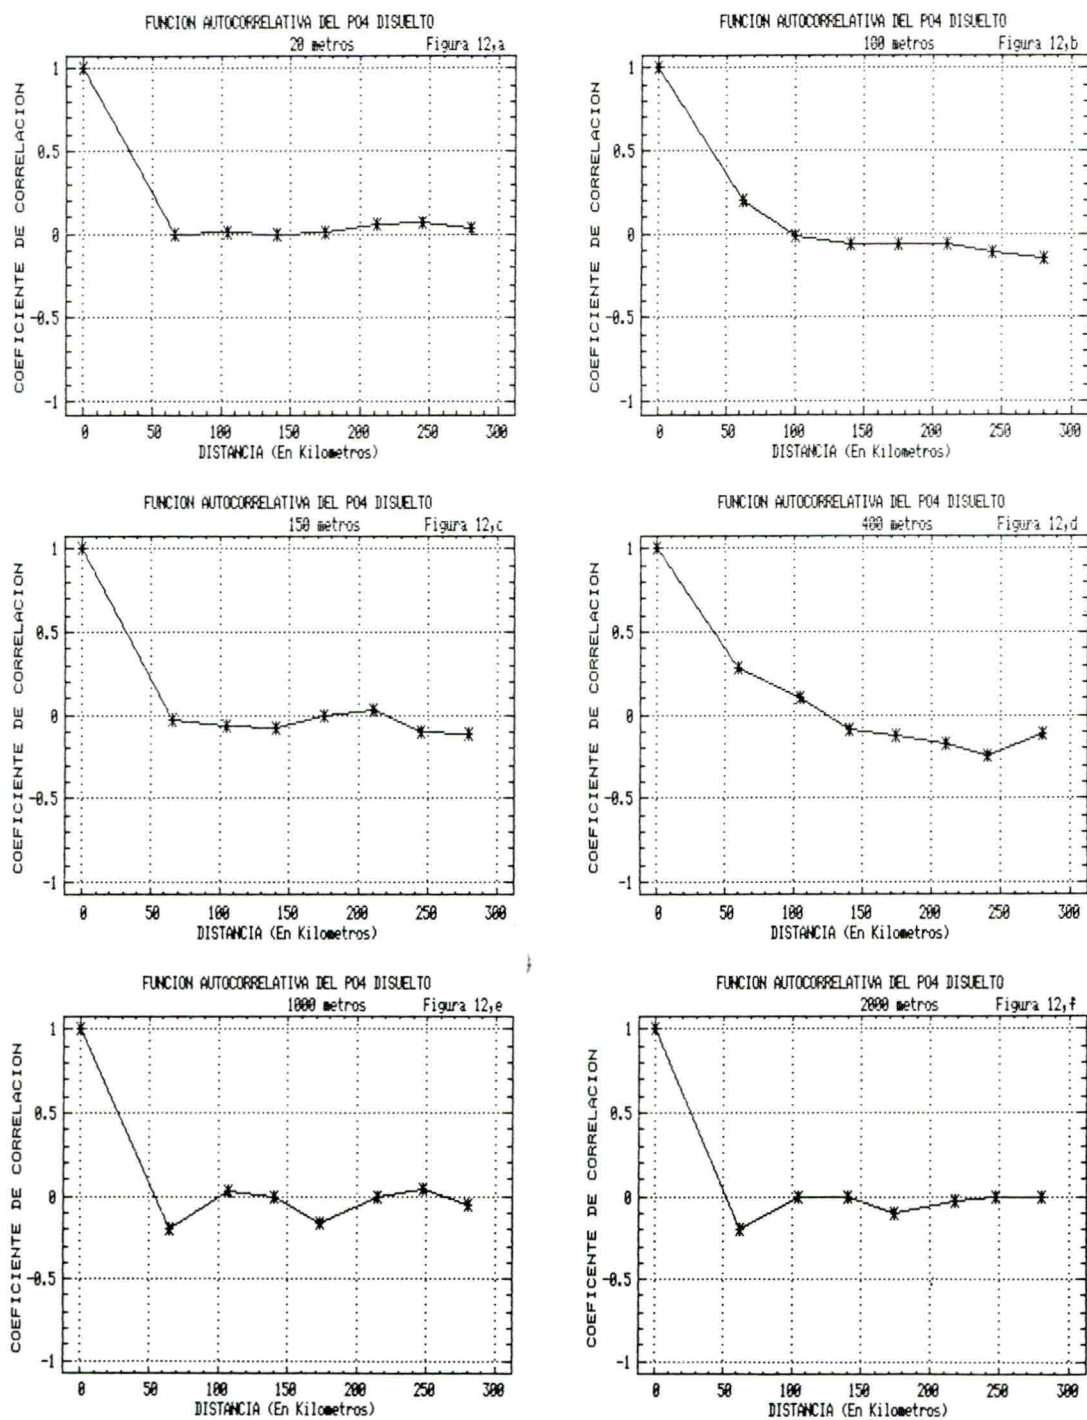 FUNCION AUTOCORRELATIVA DEL PO4 DISUELTO
20 metros Figura 12,a
COEFICIENTE DE CORRELACION
1
0.5
0
-0.5
-1
0 50 100 150 200 250 300
DISTANCIA (En Kilometros)
FUNCION AUTOCORRELATIVA DEL PO4 DISUELTO
100 metros Figura 12,b
COEFICIENTE DE CORRELACION
1
0.5
0
-0.5
-1
0 50 100 150 200 250 300
DISTANCIA (En Kilometros)
FUNCION AUTOCORRELATIVA DEL PO4 DISUELTO
150 metros Figura 12,c
COEFICIENTE DE CORRELACION
1
0.5
0
-0.5
-1
0 50 100 150 200 250 300
DISTANCIA (En Kilometros)
FUNCION AUTOCORRELATIVA DEL PO4 DISUELTO
400 metros Figura 12,d
COEFICIENTE DE CORRELACION
1
0.5
0
-0.5
-1
0 50 100 150 200 250 300
DISTANCIA (En Kilometros)
FUNCION AUTOCORRELATIVA DEL PO4 DISUELTO
1000 metros Figura 12,e
COEFICIENTE DE CORRELACION
1
0.5
0
-0.5
-1
0 50 100 150 200 250 300
DISTANCIA (En Kilometros)
FUNCION AUTOCORRELATIVA DEL PO4 DISUELTO
2000 metros Figura 12,f
COEFICENTE DE CORRELACION
1
0.5
0
-0.5
-1
0 50 100 150 200 250 300
DISTANCIA (En Kilometros)